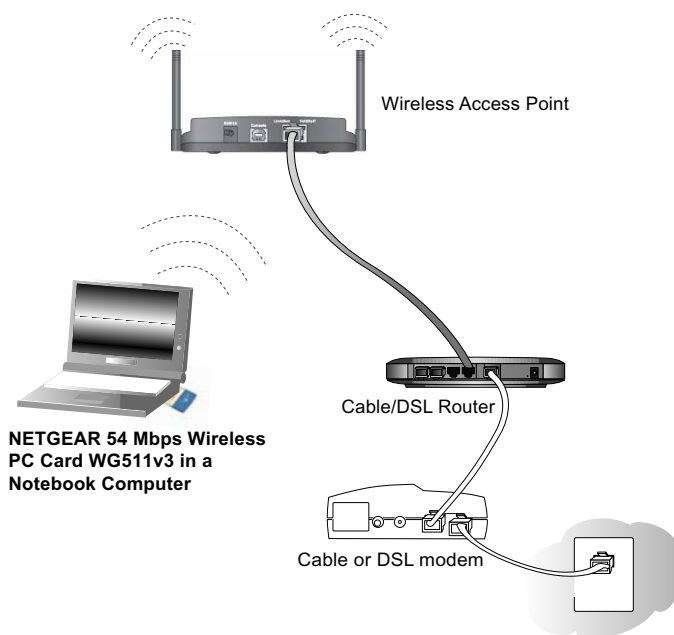 Console
Wireless Access Point
Cable/DSL Router
NETGEAR 54 Mbps Wireless
PC Card WG511v3 in a
Notebook Computer
Cable or DSL modem